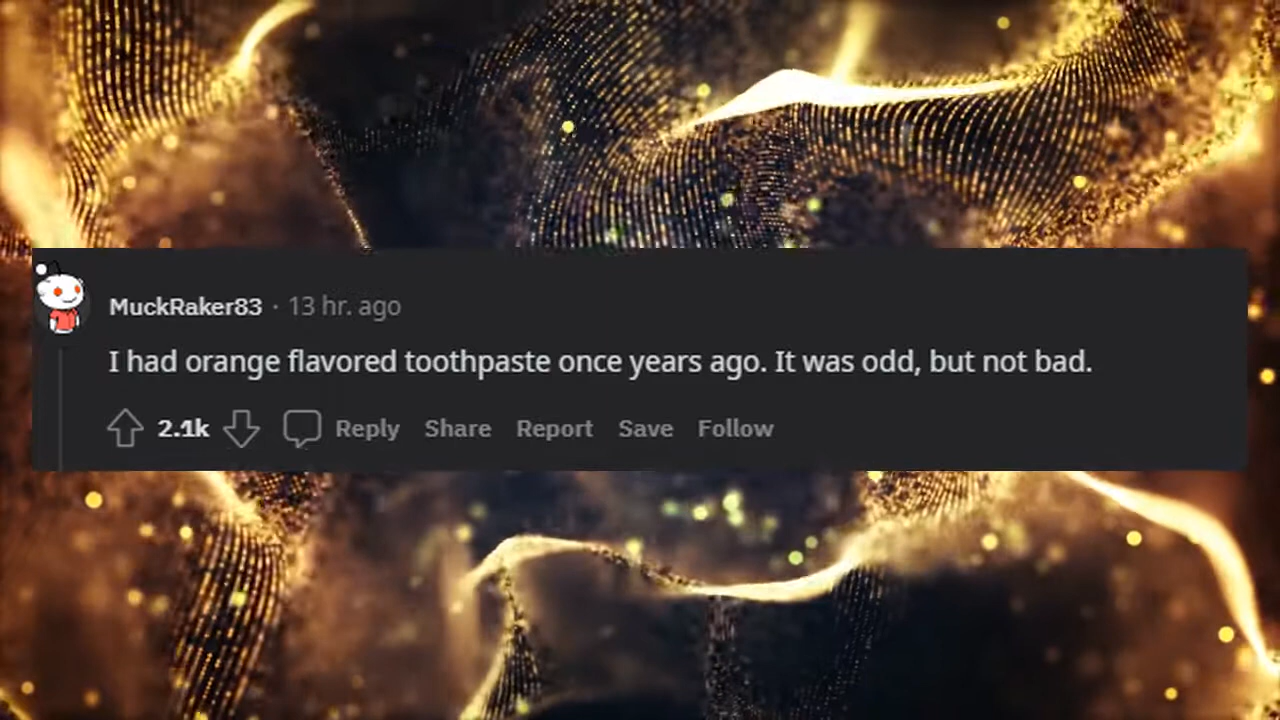 MuckRaker83 · 13 hr. ago
I had orange flavored toothpaste once years ago. It was odd, but not bad.
2.1k Reply Share Report Save Follow